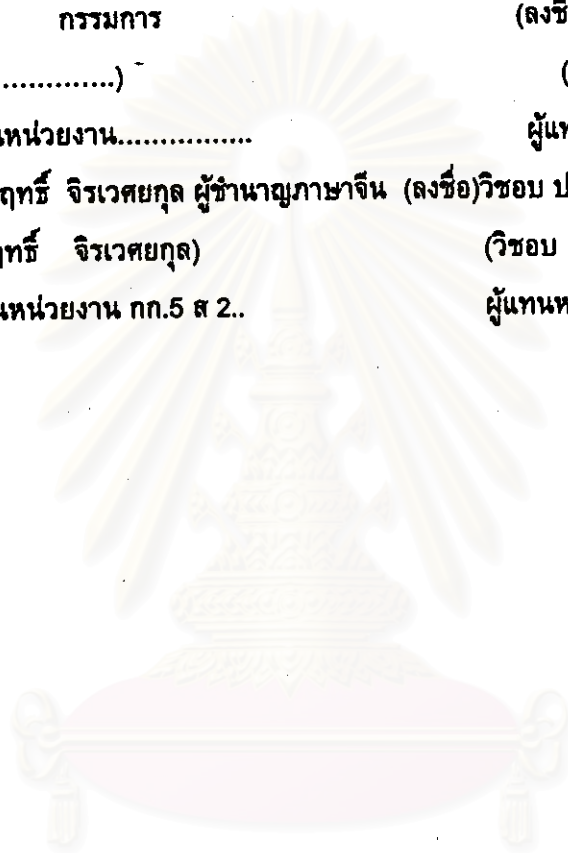 กรรมการ (ลงชื
..............) (
นหน่วยงาน................ ผู้แท
ฤทธิ์ จิรเวศยกุล ผู้ชำนาญภาษาจีน (ลงชื่อ)วิชอบ ป
ทธิ์ จิรเวศยกุล) (วิชอบ
นหน่วยงาน กก.5 ส 2.. ผู้แทนห